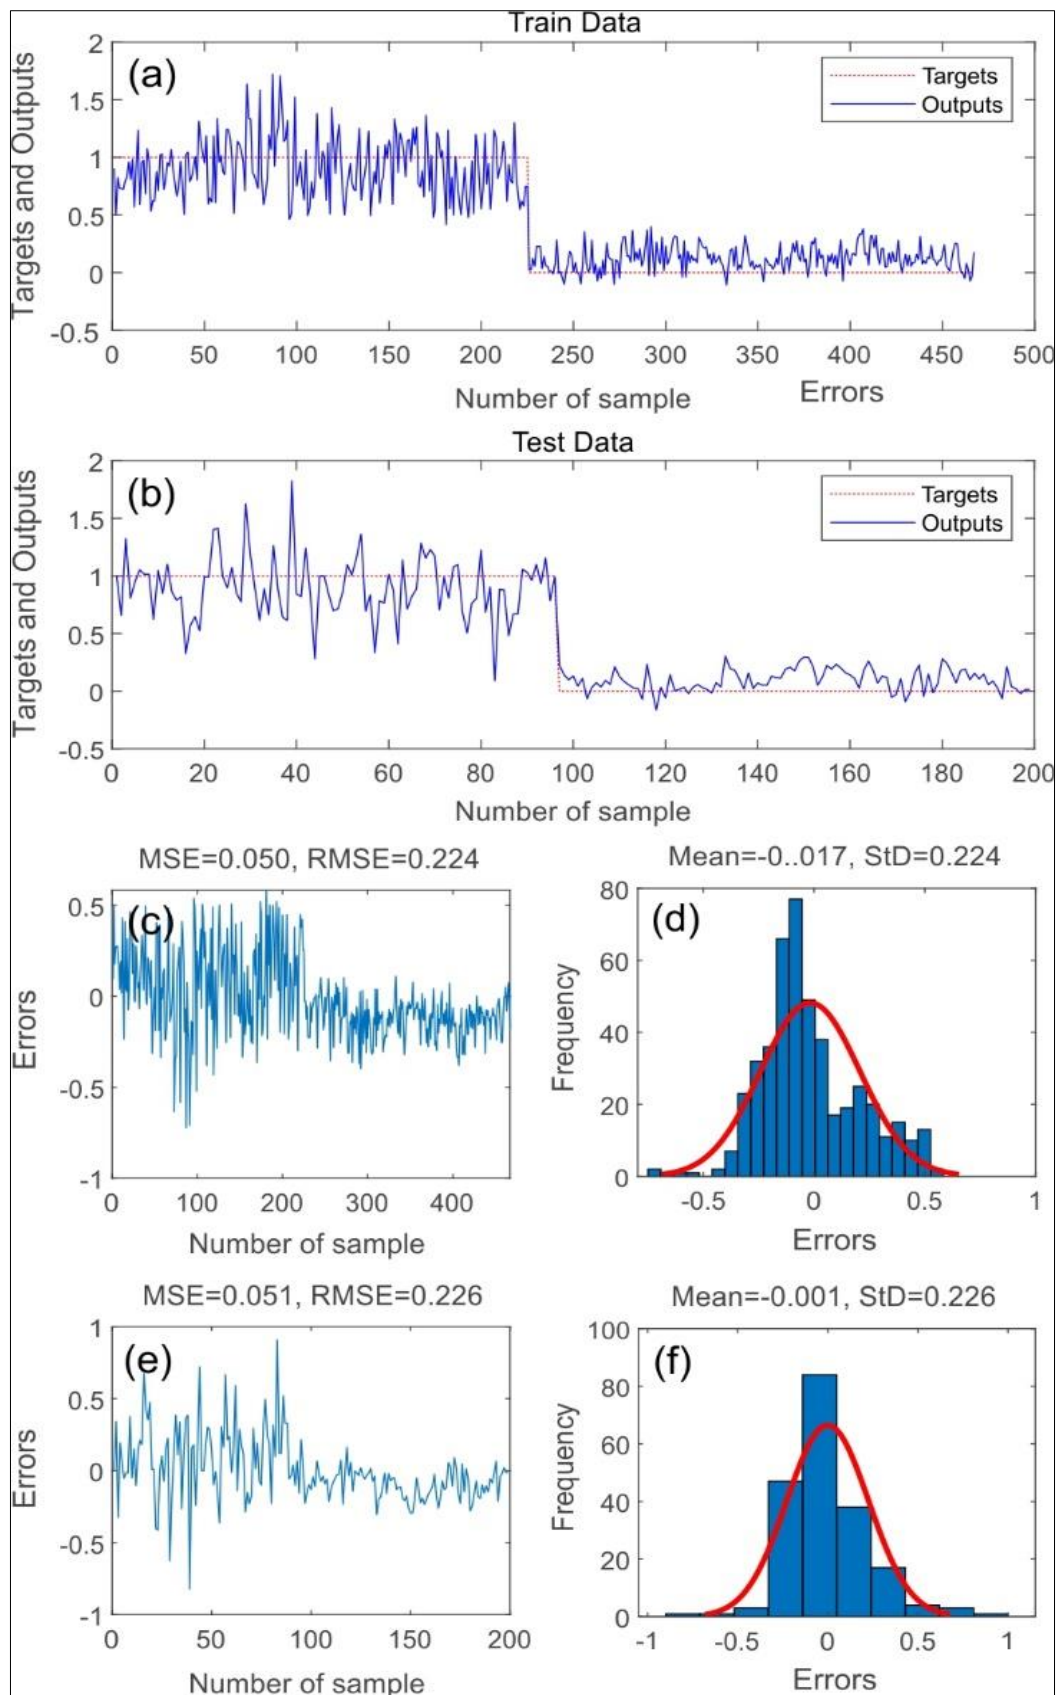 Train Data
(a)
Targets
Outputs
Targets and Outputs
2
1.5
1
0.5
0
-0.5
0 50 100 150 200 250 300 350 400 450 500
Number of sample
Errors
Test Data
(b)
Targets
Outputs
Targets and Outputs
2
1.5
1
0.5
0
-0.5
0 20 40 60 80 100 120 140 160 180 200
Number of sample
MSE=0.050, RMSE=0.224
(c)
Errors
0.5
0
-0.5
-1
0 100 200 300 400
Number of sample
Mean=-0..017, StD=0.224
(d)
Frequency
80
60
40
20
0
-0.5 0 0.5 1
Errors
MSE=0.051, RMSE=0.226
(e)
Errors
1
0.5
0
-0.5
-1
0 50 100 150 200
Number of sample
Mean=-0.001, StD=0.226
(f)
Frequency
100
80
60
40
20
0
-1 -0.5 0 0.5 1
Errors